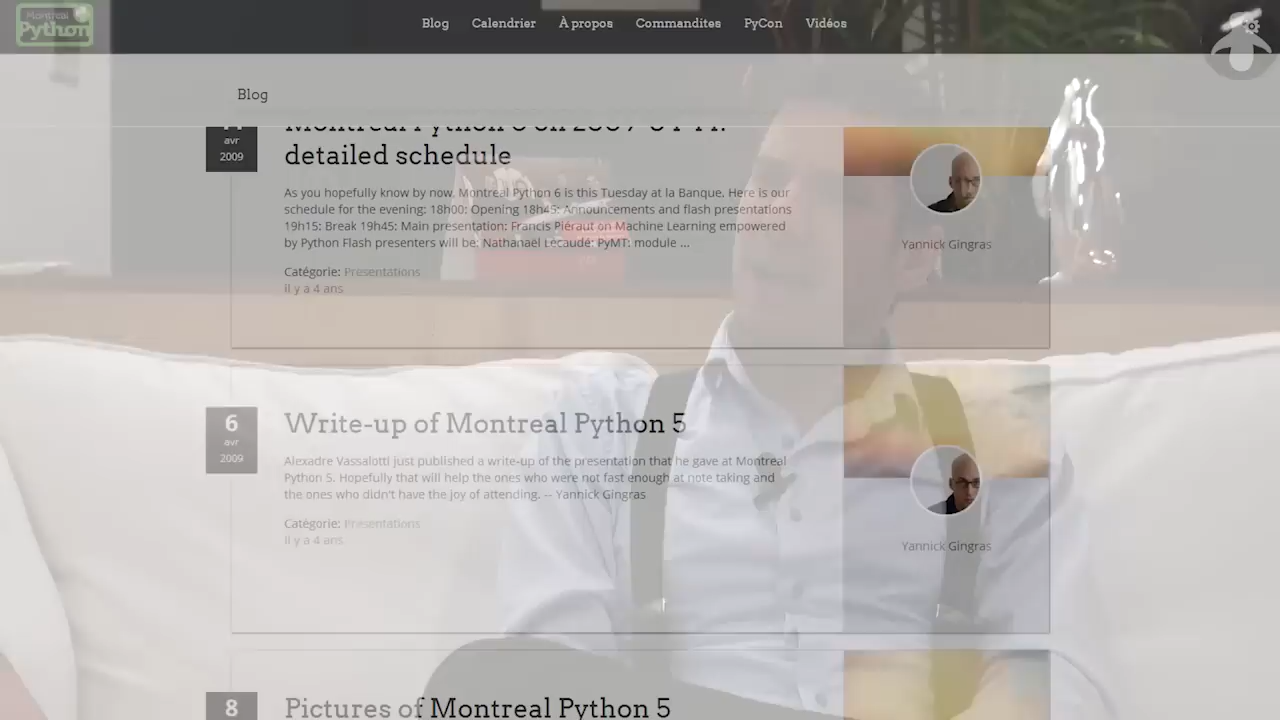 Montreal
Python
Blog Calendrier À propos Commandites PyCon Vidéos
Blog
avr
2009
detailed schedule
As you hopefully know by now, Montreal Python 6 is this Tuesday at la Banque. Here is our
schedule for the evening: 18h00: Opening 18h45: Announcements and flash presentations
19h15: Break 19h45: Main presentation: Francis Piéraut on Machine Learning empowered
by Python Flash presenters will be: Nathanaël Lecaudé: PyMT: module ...
Catégorie: Presentations
il y a 4 ans
Yannick Gingras
6
avr
2009
Write-up of Montreal Python 5
Alexadre Vassalotti just published a write-up of the presentation that he gave at Montreal
Python 5. Hopefully that will help the ones who were not fast enough at note taking and
the ones who didn't have the joy of attending. -- Yannick Gingras
Catégorie: Presentations
il y a 4 ans
Yannick Gingras
8
Pictures of Montreal Python 5